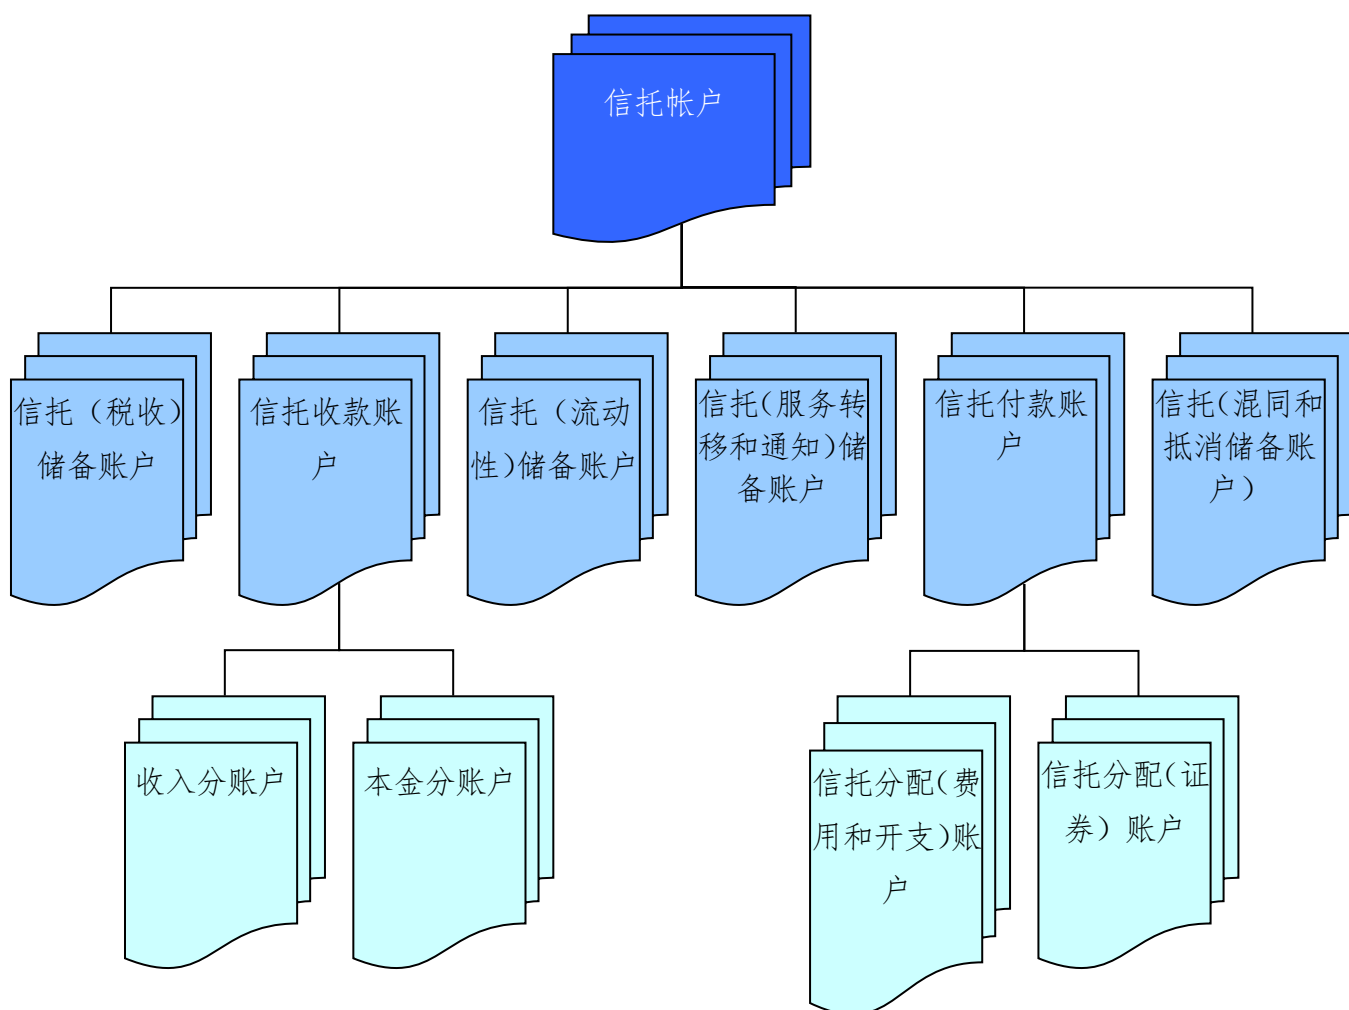 信托帐户
信托（税收）
储备账户
信托收款账
户
信托（流动
性）储备账户
信托(服务转
移和通知)储
备账户
信托付款账
户
信托(混同和
抵消储备账
户）
收入分账户
本金分账户
信托分配(费
用和开支)账
户
信托分配(证
券）账户